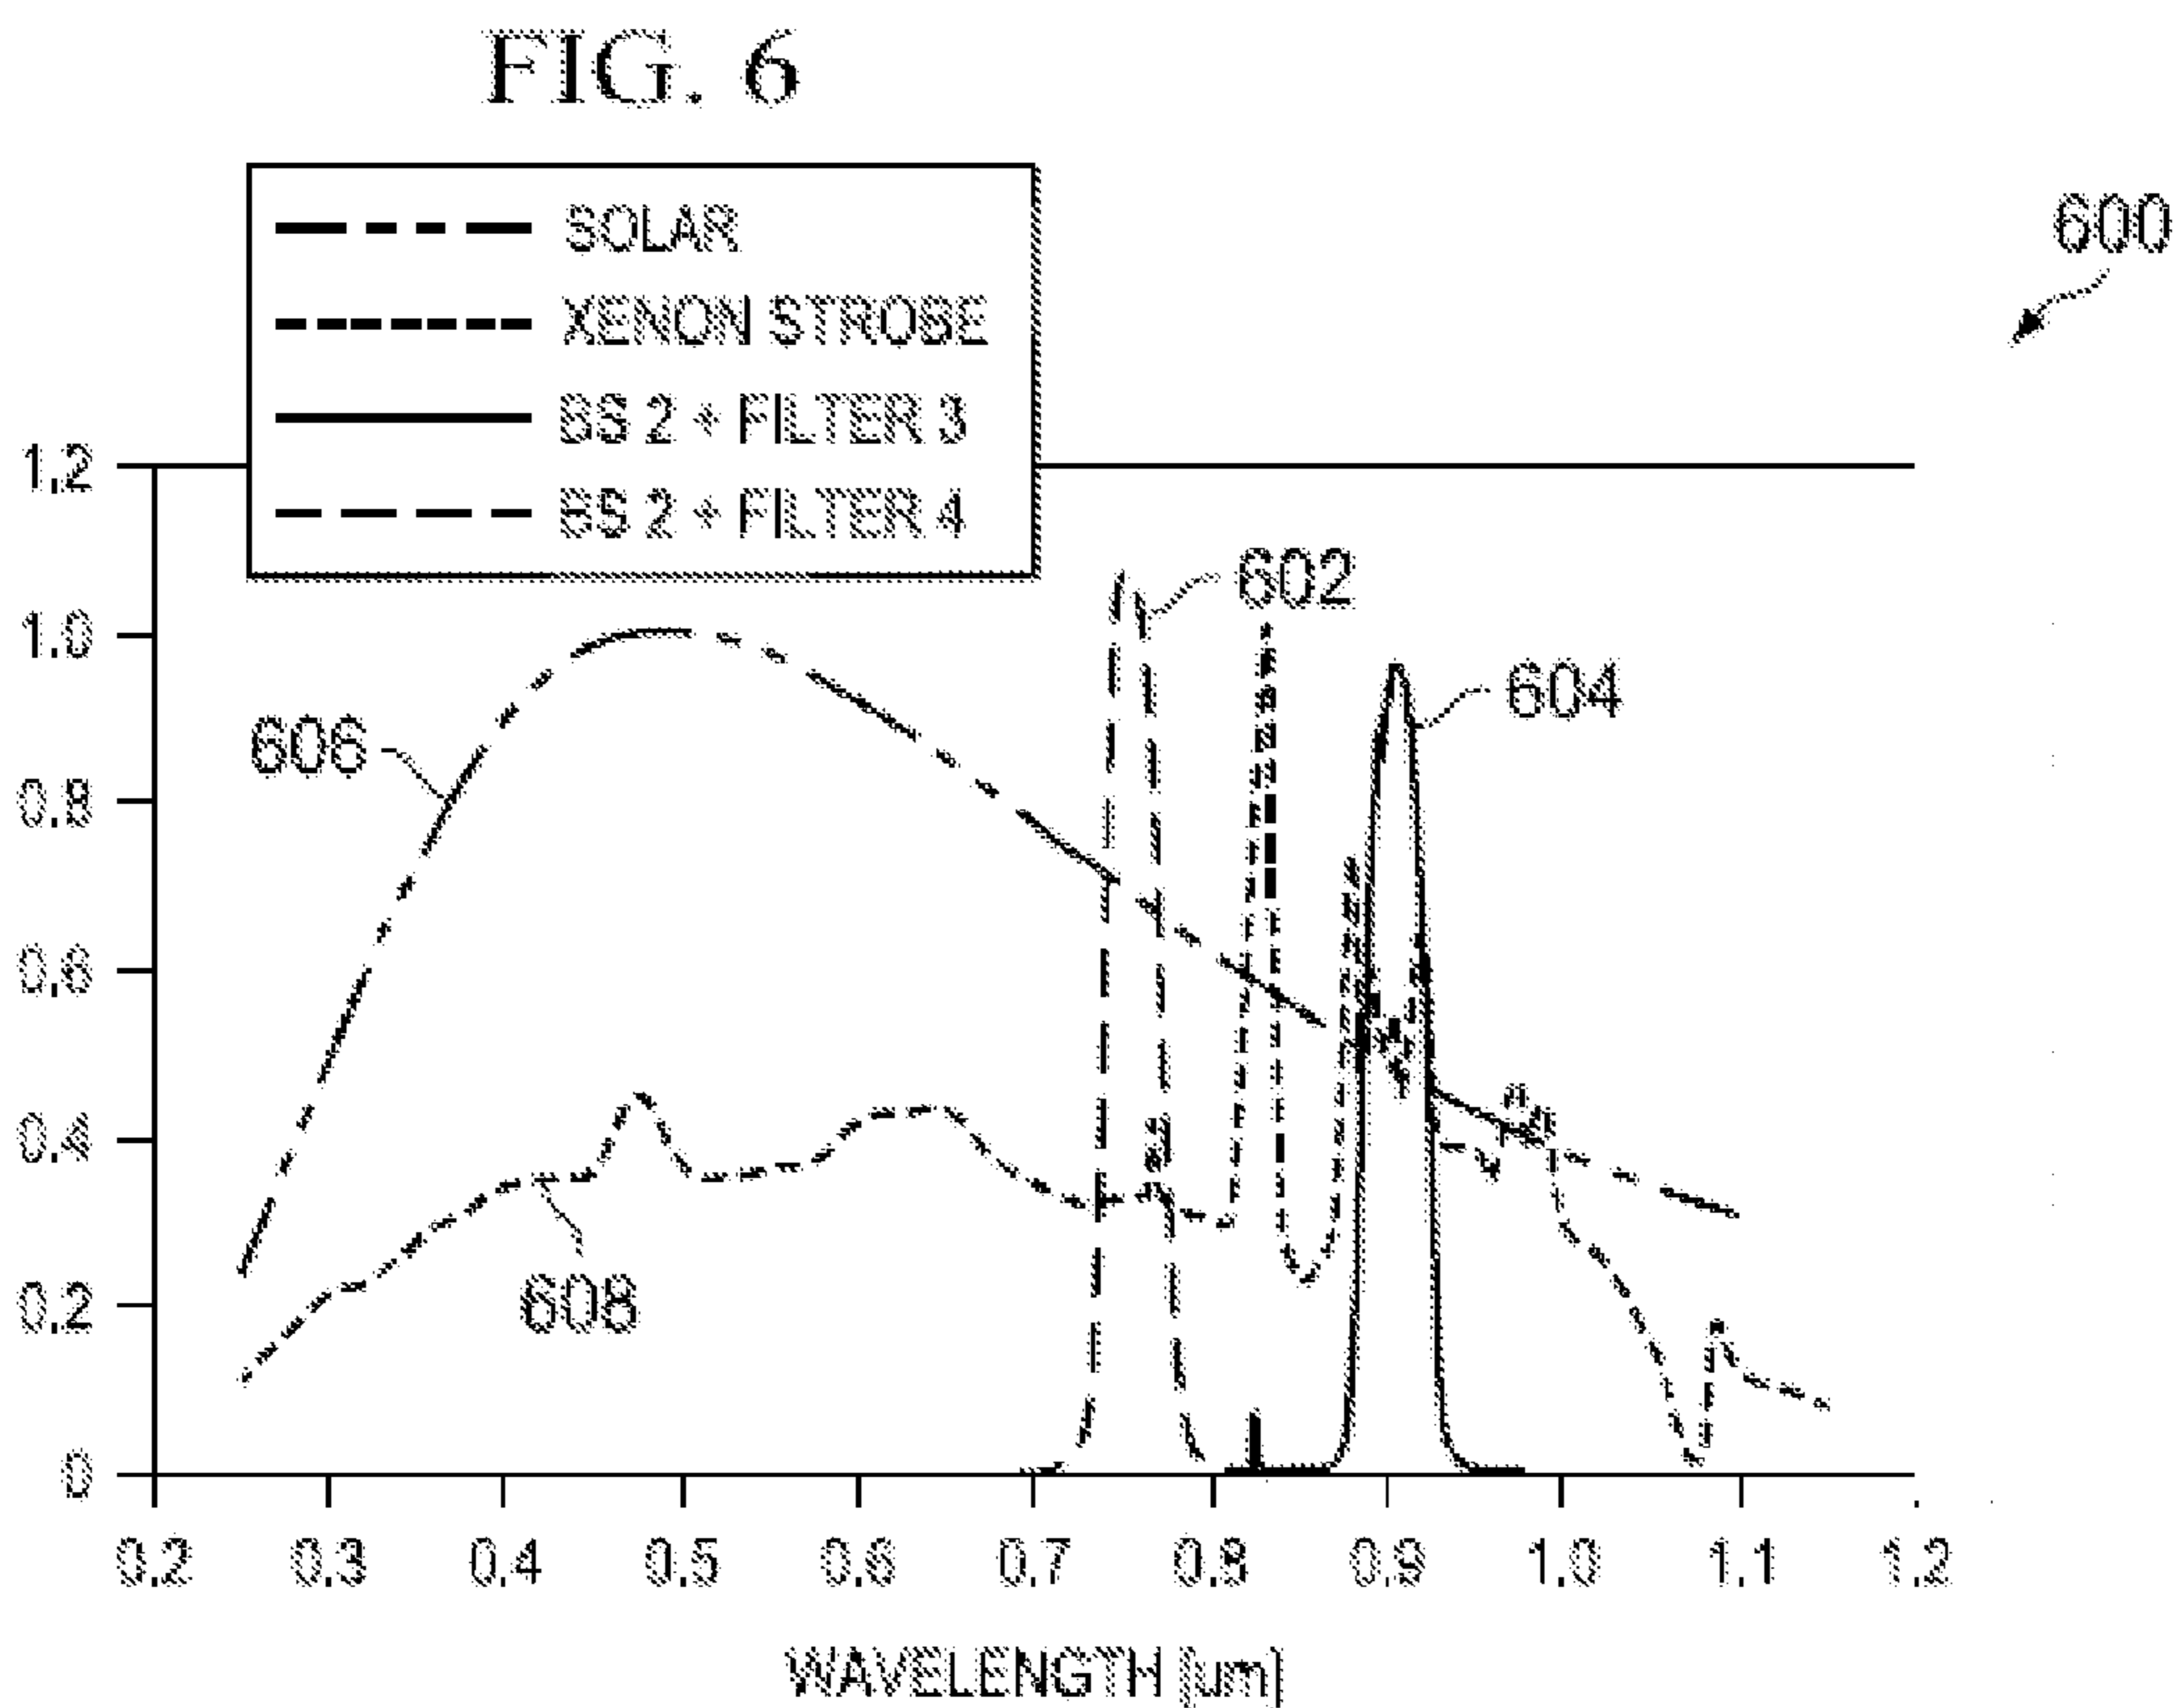 FIG. 6
SOLAR
XENON STROBE
BS 2 + FILTER 3
BS 2 + FILTER 4
600
1.2
1.0
0.8
0.6
0.4
0.2
0
602
604
606
608
0.2 0.3 0.4 0.5 0.6 0.7 0.8 0.9 1.0 1.1 1.2
WAVELENGTH [um]